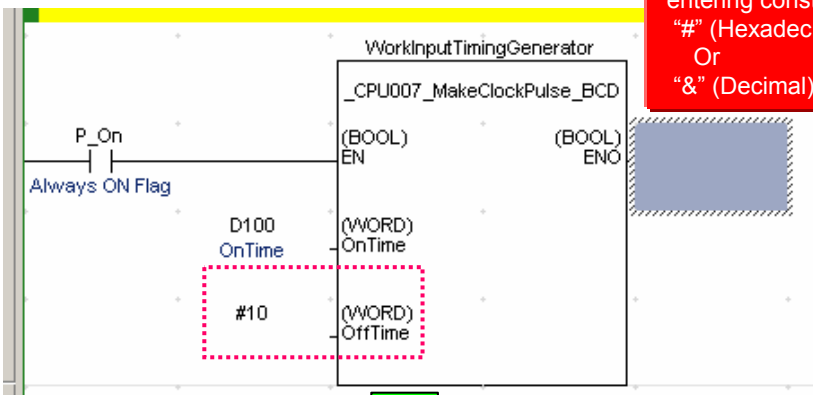 “#” (Hexadec
Or
“&” (Decimal)
WorkInputTimingGenerator
_CPU007_MakeClockPulse_BCD
P_On
(BOOL)
EN
(BOOL)
ENO
Always ON Flag
D100
OnTime
(WORD)
OnTime
#10
(WORD)
OffTime